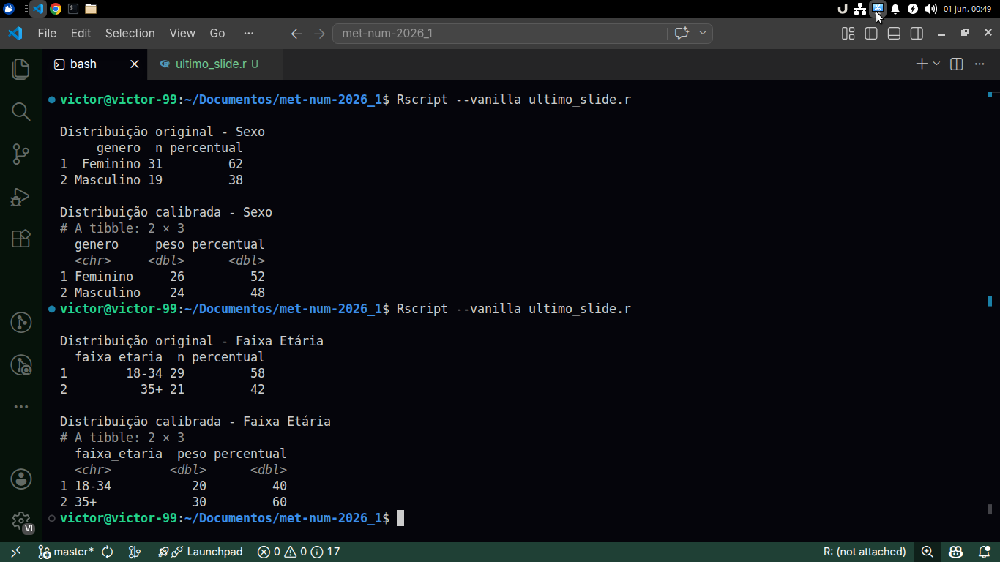 01 jun, 00:49
File Edit Selection View Go ··· met-num-2026_1
bash ultimo_slide.r U
victor@victor-99:~/Documentos/met-num-2026_1$ Rscript --vanilla ultimo_slide.r
Distribuição original - Sexo
genero n percentual
1 Feminino 31 62
2 Masculino 19 38
Distribuição calibrada - Sexo
# A tibble: 2 × 3
genero peso percentual
<chr> <dbl> <dbl>
1 Feminino 26 52
2 Masculino 24 48
victor@victor-99:~/Documentos/met-num-2026_1$ Rscript --vanilla ultimo_slide.r
Distribuição original - Faixa Etária
faixa_etaria n percentual
1 18-34 29 58
2 35+ 21 42
Distribuição calibrada - Faixa Etária
# A tibble: 2 × 3
faixa_etaria peso percentual
<chr> <dbl> <dbl>
1 18-34 20 40
2 35+ 30 60
victor@victor-99:~/Documentos/met-num-2026_1$
VI
master* Launchpad 0 0 17 R: (not attached)